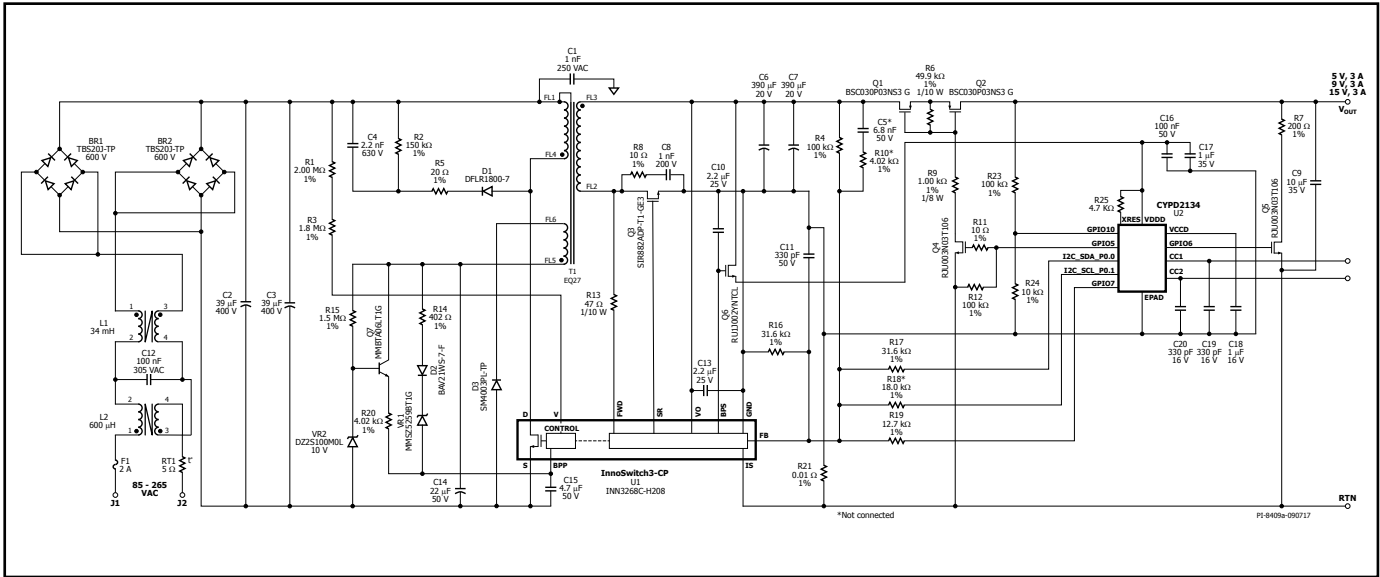 C1
1 nF
250 VAC
FL1
FL3
FL4
FL2
FL6
FL5
T1
EQ27
BR1
TBS20J-TP
600 V
BR2
TBS20J-TP
600 V
C4
2.2 nF
630 V
R2
150 kΩ
1%
R5
20 Ω
1%
D1
DFLR1800-7
R1
2.00 MΩ
1%
R3
1.8 MΩ
1%
C2
39 µF
400 V
C3
39 µF
400 V
L1
34 mH
1
3
2
4
C12
100 nF
305 VAC
L2
600 µH
2
4
1
3
F1
2 A
RT1
5 Ω
t°
85 - 265
VAC
J1
J2
R15
1.5 MΩ
1%
Q7
MMBTA06LT1G
R14
402 Ω
1%
D2
BAV21WS-7-F
R20
4.02 kΩ
1%
VR1
MMSZ5259BT1G
VR2
DZ2S100M0L
10 V
C14
22 µF
50 V
D3
SM4003PL-TP
C15
4.7 µF
50 V
R8
10 Ω
1%
C8
1 nF
200 V
Q3
SIR882ADP-T1-GE3
R13
47 Ω
1/10 W
C10
2.2 µF
25 V
Q6
RU1J002YNTCL
C13
2.2 µF
25 V
C6
390 µF
20 V
C7
390 µF
20 V
R4
100 kΩ
1%
C5*
6.8 nF
50 V
R10*
4.02 kΩ
1%
C11
330 pF
50 V
R16
31.6 kΩ
1%
Q1
BSC030P03NS3 G
R6
49.9 kΩ
1%
1/10 W
Q2
BSC030P03NS3 G
R9
1.00 kΩ
1%
1/8 W
R23
100 kΩ
1%
Q4
RJU003N03T106
R11
10 Ω
1%
R12
100 kΩ
1%
R24
10 kΩ
1%
R17
31.6 kΩ
1%
R18*
18.0 kΩ
1%
R19
12.7 kΩ
1%
R21
0.01 Ω
1%
D
V
FWD
SR
VO
BPS
GND
CONTROL
FB
S
BPP
IS
InnoSwitch3-CP
U1
INN3268C-H208
C16
100 nF
50 V
C17
1 µF
35 V
R25
4.7 KΩ
CYPD2134
U2
XRES
VDDD
GPIO10
GPIO5
I2C_SDA_P0.0
I2C_SCL_P0.1
GPIO7
VCCD
GPIO6
CC1
CC2
EPAD
C20
330 pF
16 V
C19
330 pF
16 V
C18
1 µF
16 V
Q5
RJU003N03T106
R7
200 Ω
1%
C9
10 µF
35 V
5 V, 3 A
9 V, 3 A
15 V, 3 A
VOUT
RTN
*Not connected
PI-8409a-090717